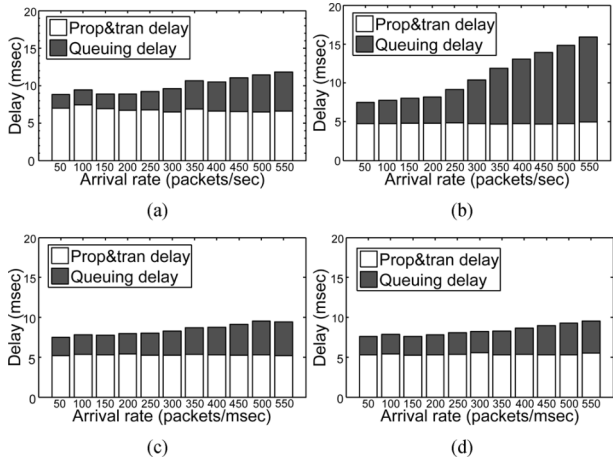 20
15
10
5
0
Delay (msec)
Prop&tran delay
Queuing delay
50 100 150 200 250 300 350 400 450 500 550
Arrival rate (packets/sec)
(a)
20
15
10
5
0
Delay (msec)
Prop&tran delay
Queuing delay
50 100 150 200 250 300 350 400 450 500 550
Arrival rate (packets/sec)
(b)
20
15
10
5
0
Delay (msec)
Prop&tran delay
Queuing delay
50 100 150 200 250 300 350 400 450 500 550
Arrival rate (packets/msec)
(c)
20
15
10
5
0
Delay (msec)
Prop&tran delay
Queuing delay
50 100 150 200 250 300 350 400 450 500 550
Arrival rate (packets/msec)
(d)